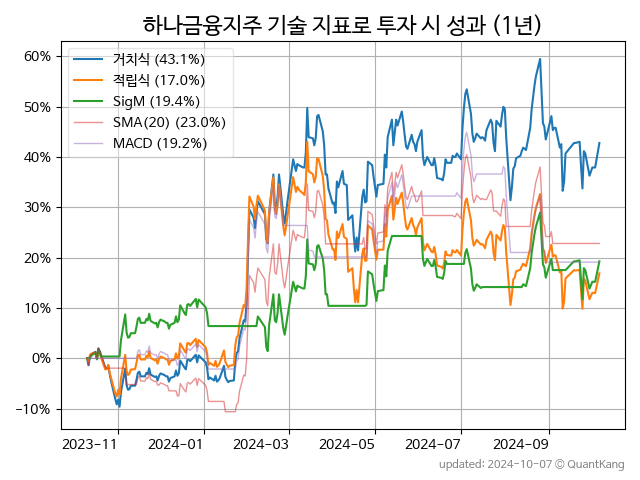 하나금융지주 기술 지표로 투자 시 성과 (1년)
60%
50%
40%
30%
20%
10%
0%
−10%
거치식 (43.1%)
적립식 (17.0%)
SigM (19.4%)
SMA(20) (23.0%)
MACD (19.2%)
2023-11
2024-01
2024-03
2024-05
2024-07
2024-09
updated: 2024-10-07 © QuantKang